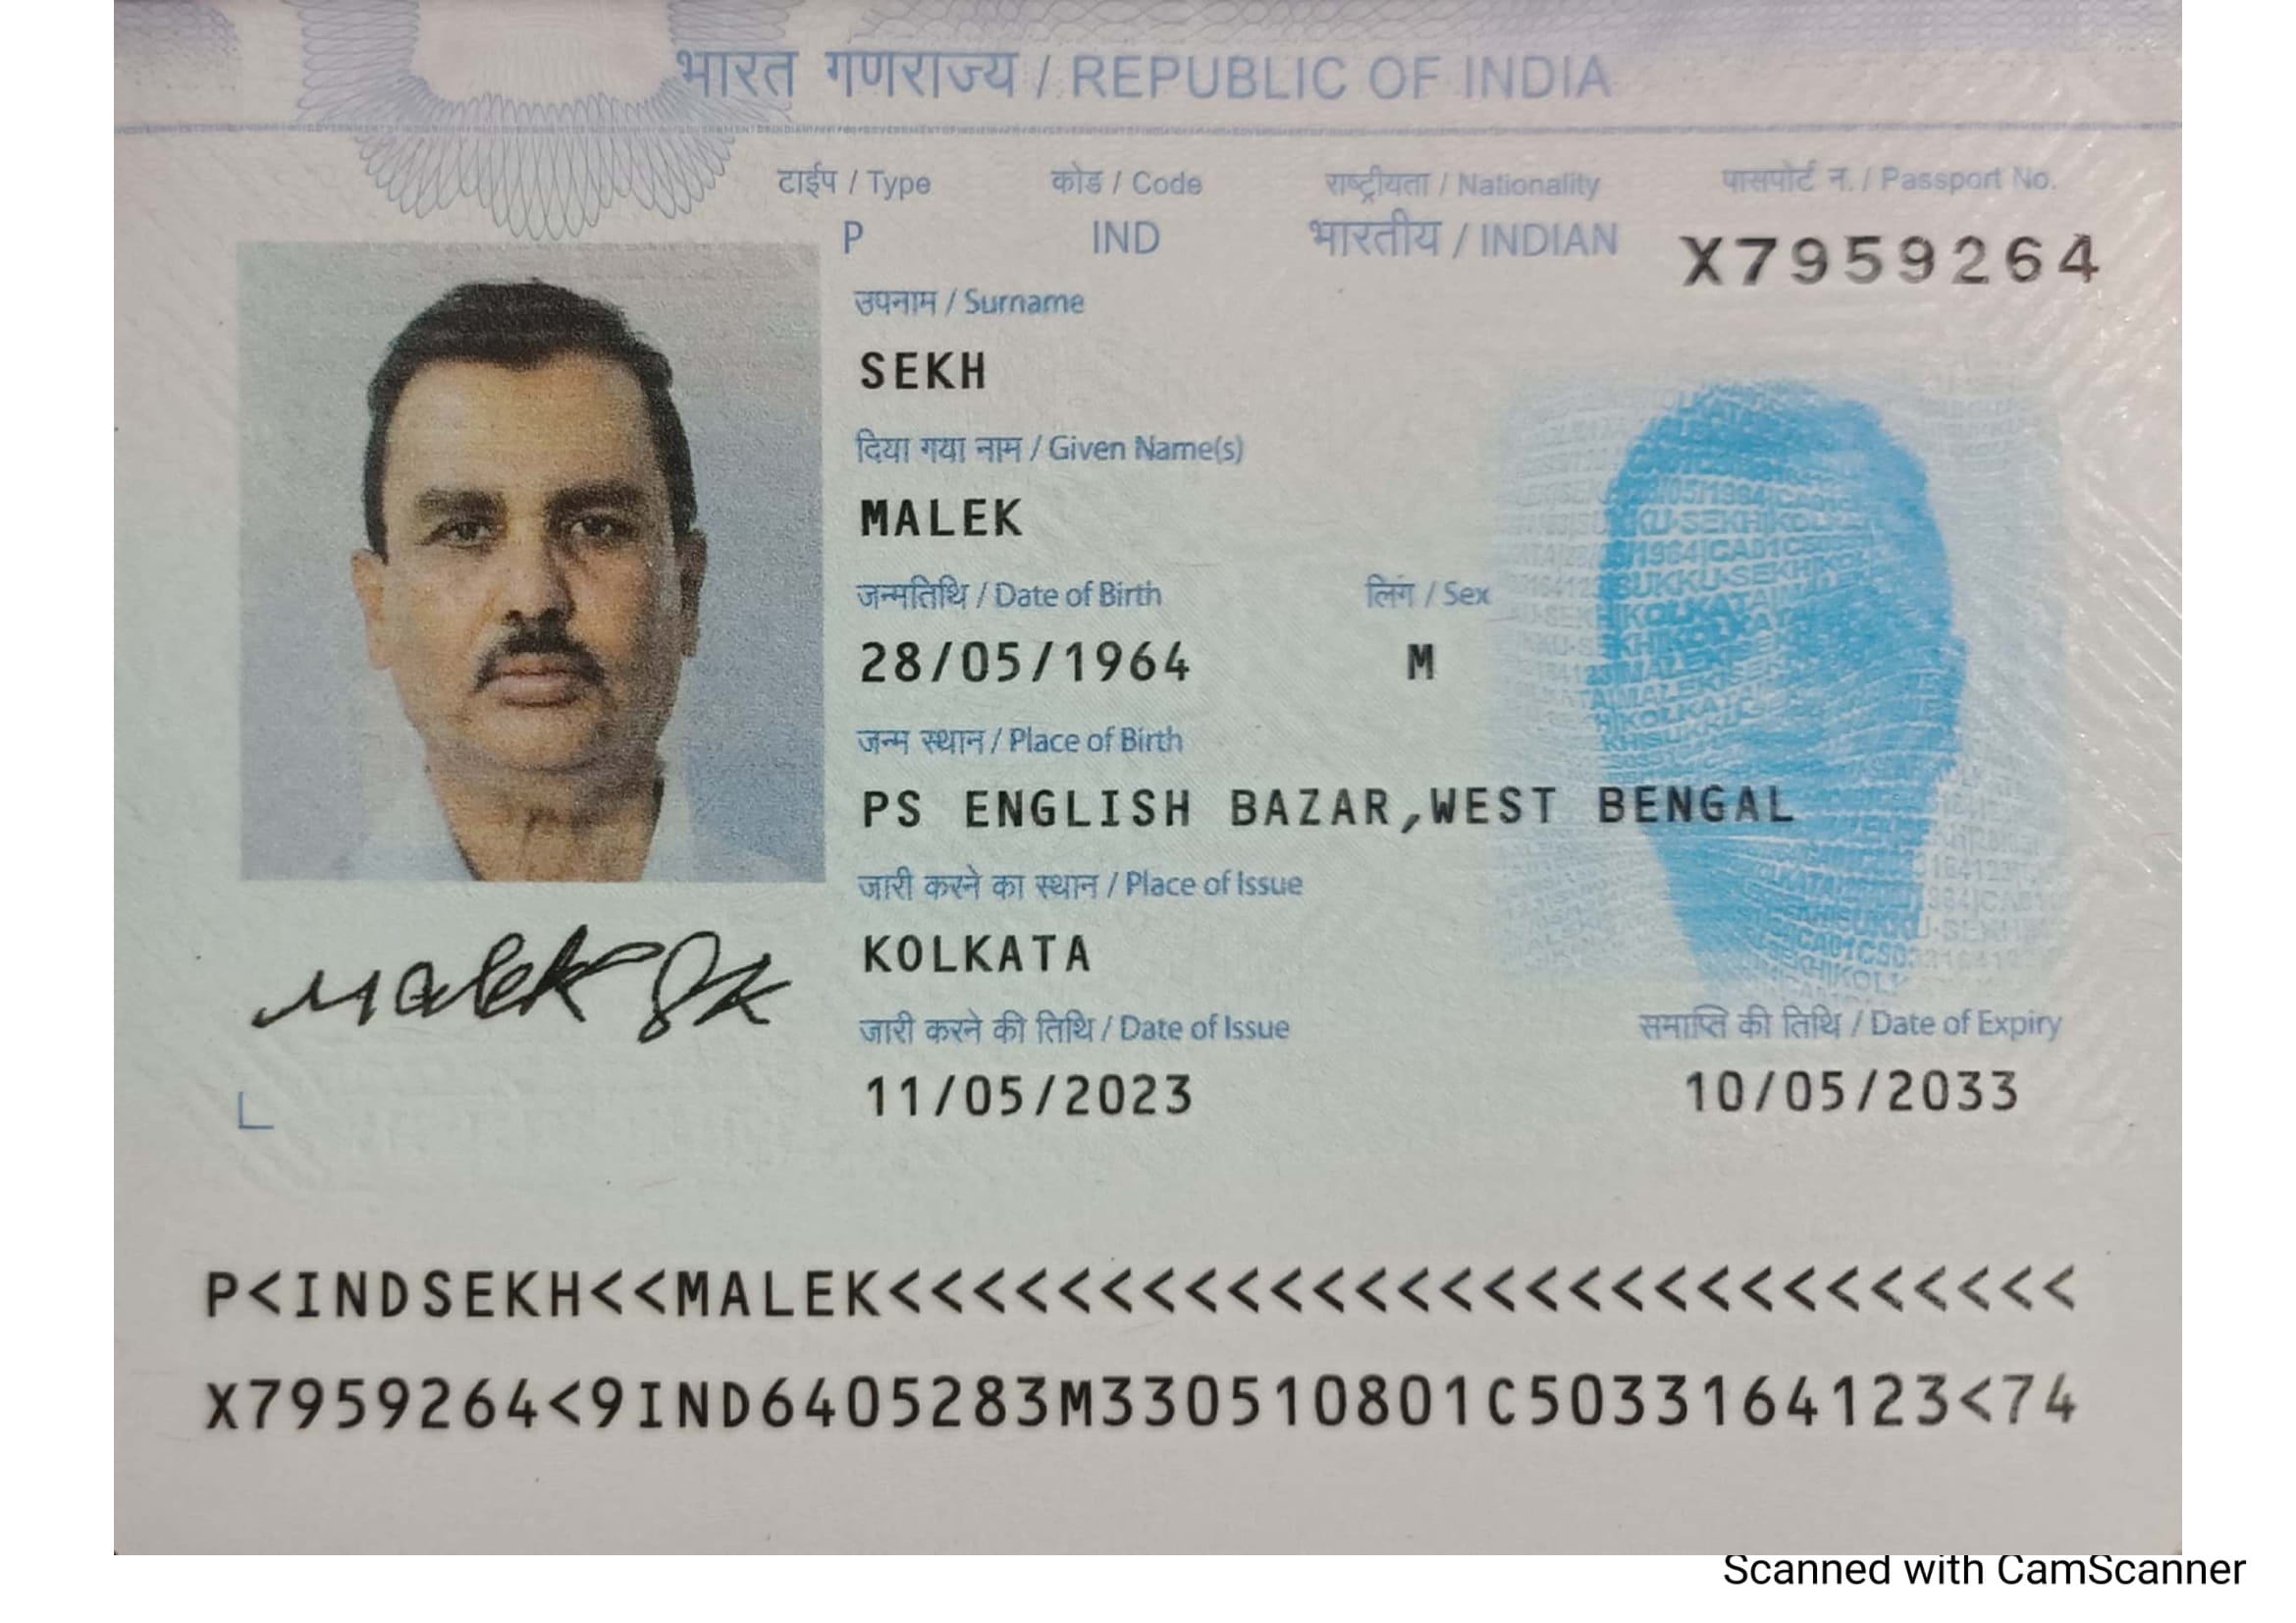 भारत गणराज्य / REPUBLIC OF INDIA
टाईप / Type कोड / Code राष्ट्रीयता / Nationality पासपोर्ट न. / Passport No.
P IND भारतीय / INDIAN X7959264
उपनाम / Surname
SEKH
दिया गया नाम / Given Name(s)
MALEK
जन्मतिथि / Date of Birth लिंग / Sex
28/05/1964 M
जन्म स्थान / Place of Birth
PS ENGLISH BAZAR,WEST BENGAL
जारी करने का स्थान / Place of Issue
KOLKATA
Malek Sk
जारी करने की तिथि / Date of Issue समाप्ति की तिथि / Date of Expiry
11/05/2023 10/05/2033
P<INDSEKH<<MALEK<<<<<<<<<<<<<<<<<<<<<<<<<<<<
X7959264<9IND6405283M330510801C5033164123<74
Scanned with CamScanner